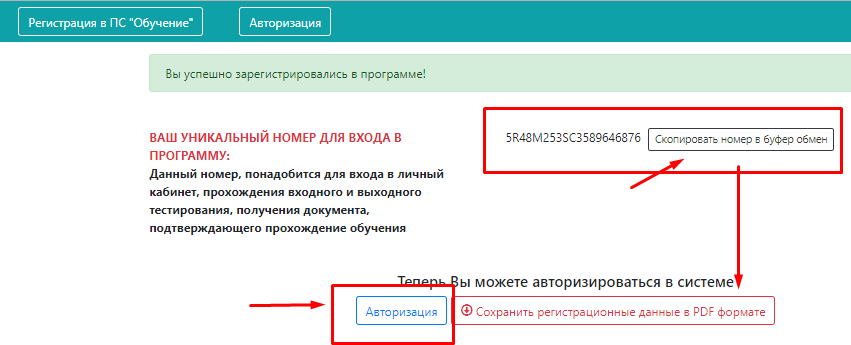 Регистрация в ПС "Обучение"
Авторизация
Вы успешно зарегистрировались в программе!
ВАШ УНИКАЛЬНЫЙ НОМЕР ДЛЯ ВХОДА В
ПРОГРАММУ:
Данный номер, понадобится для входа в личный
кабинет, прохождения входного и выходного
тестирования, получения документа,
подтверждающего прохождение обучения
5R48M253SC3589646876
Скопировать номер в буфер обмен
Теперь Вы можете авторизироваться в системе
Авторизация
Сохранить регистрационные данные в PDF формате